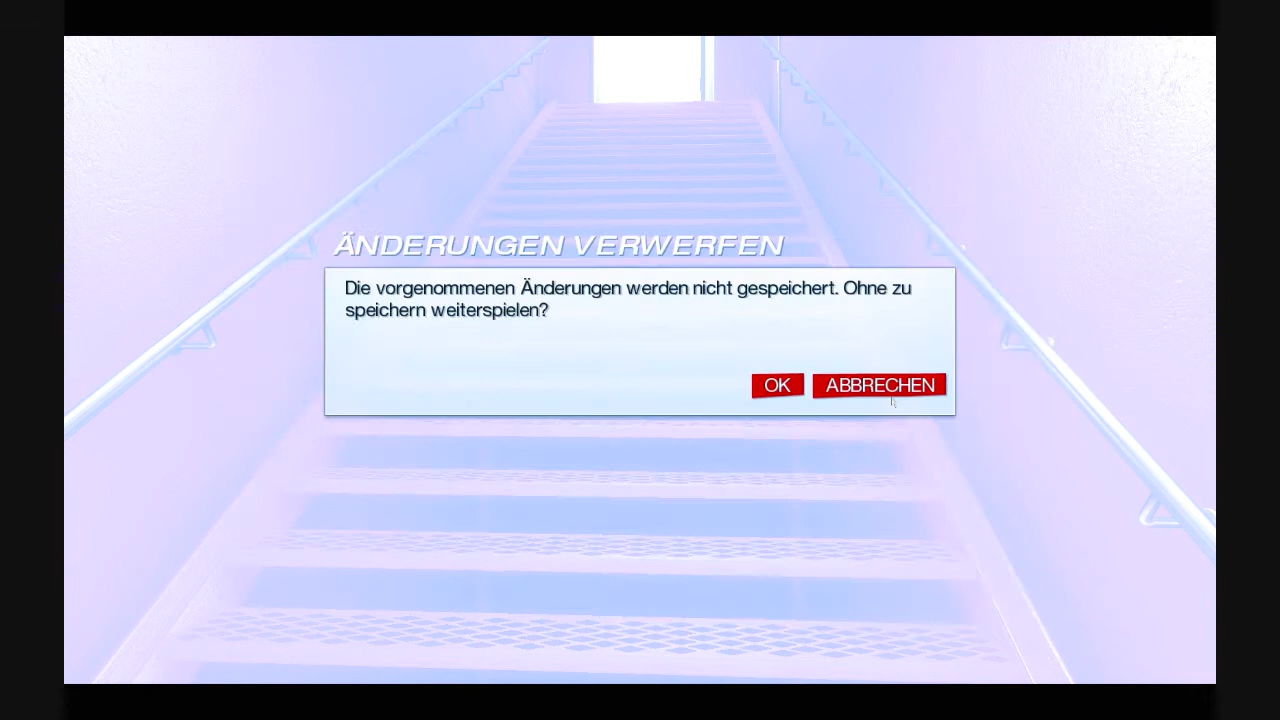 ÄNDERUNGEN VERWERFEN
Die vorgenommenen Änderungen werden nicht gespeichert. Ohne zu
speichern weiterspielen?
OK ABBRECHEN